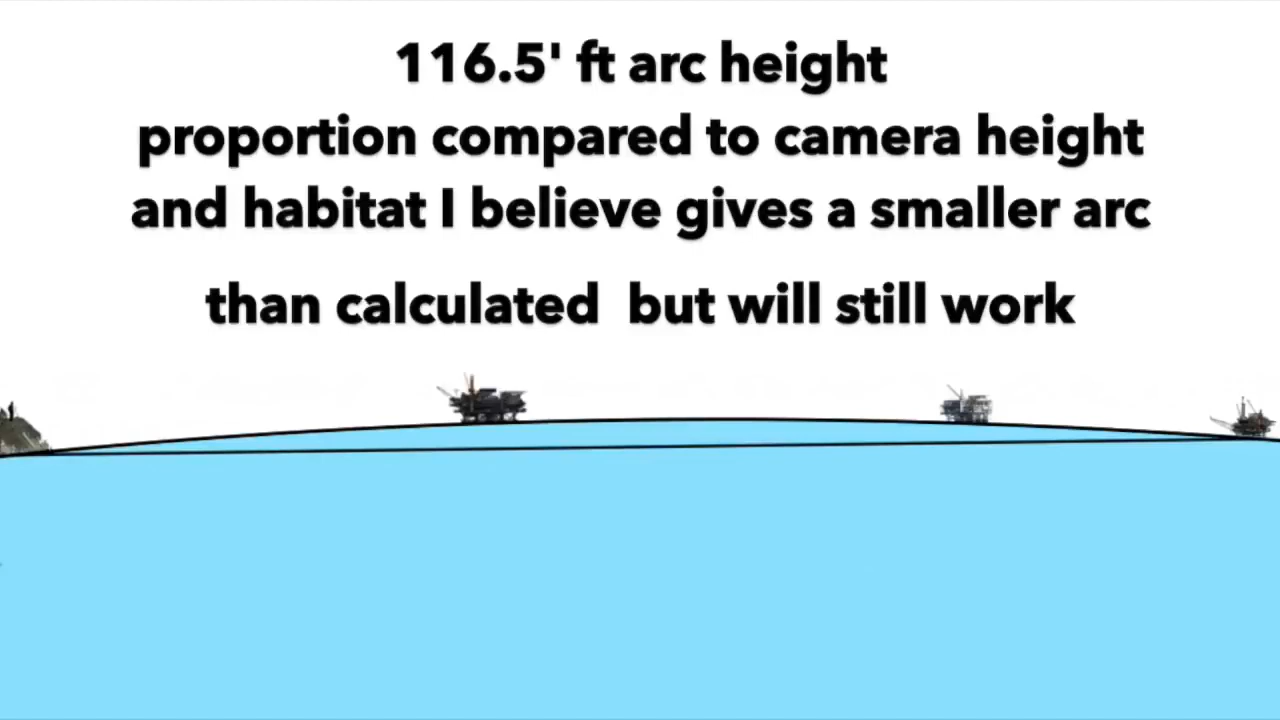 116.5' ft arc height
proportion compared to camera height
and habitat I believe gives a smaller arc
than calculated  but will still work